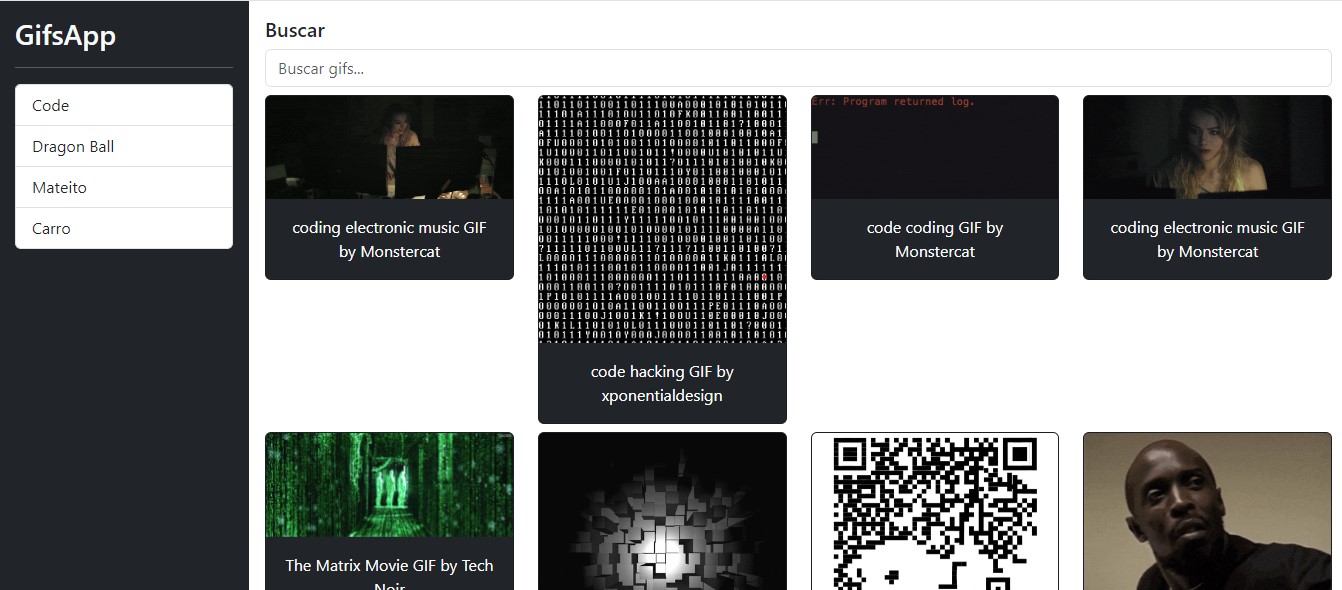 GifsApp
Code
Dragon Ball
Mateito
Carro
Buscar
Buscar gifs...
coding electronic music GIF
by Monstercat
code hacking GIF by
xponentialdesign
Err: Program returned log.
code coding GIF by
Monstercat
coding electronic music GIF
by Monstercat
The Matrix Movie GIF by Tech
Noir